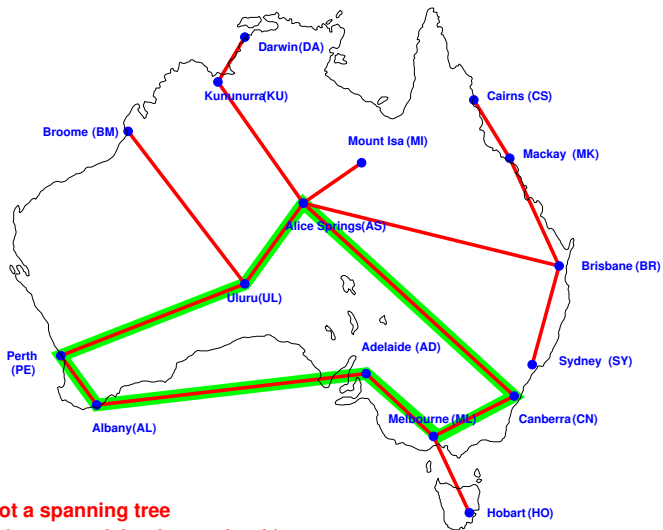 Darwin(DA)
Kununurra(KU)
Cairns (CS)
Broome (BM)
Mount Isa (MI)
Mackay (MK)
Alice Springs(AS)
Brisbane (BR)
Uluru(UL)
Perth
(PE)
Adelaide (AD)
Sydney (SY)
Albany(AL)
Melbourne (ML)
Canberra(CN)
ot a spanning tree
Hobart(HO)